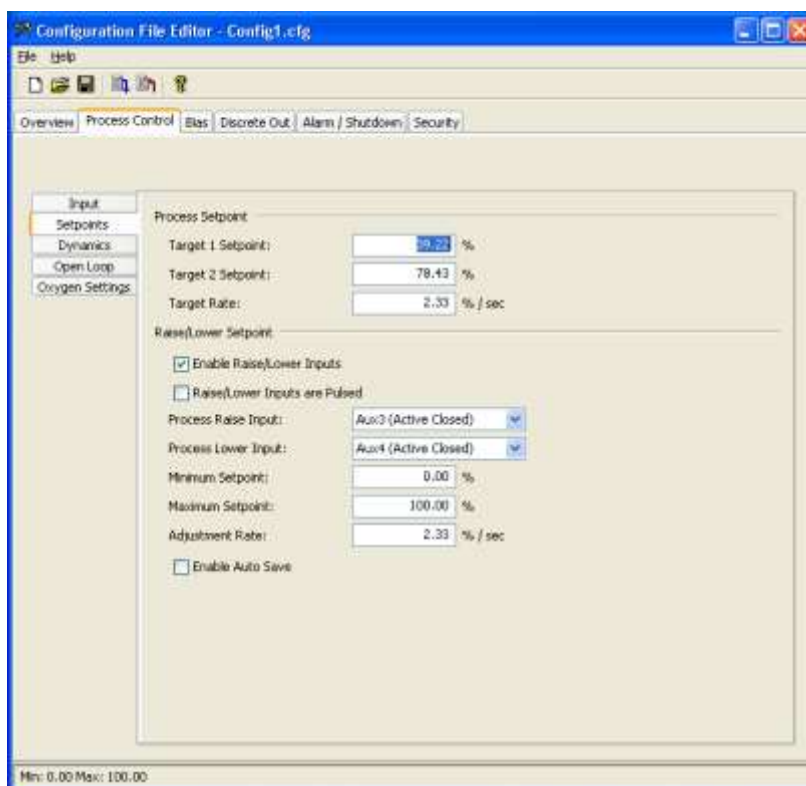 Configuration File Editor - Config1.cfg
File Help
Overview Process Control Bias Discrete Out Alarm / Shutdown Security
Input
Setpoints
Dynamics
Open Loop
Oxygen Settings
Process Setpoint
Target 1 Setpoint: %
Target 2 Setpoint: 78.43 %
Target Rate: 2.33 % / sec
Raise/Lower Setpoint
Enable Raise/Lower Inputs
Raise/Lower Inputs are Pulsed
Process Raise Input: Aux3 (Active Closed)
Process Lower Input: Aux4 (Active Closed)
Minimum Setpoint: 0.00 %
Maximum Setpoint: 100.00 %
Adjustment Rate: 2.33 % / sec
Enable Auto Save
Min: 0.00 Max: 100.00